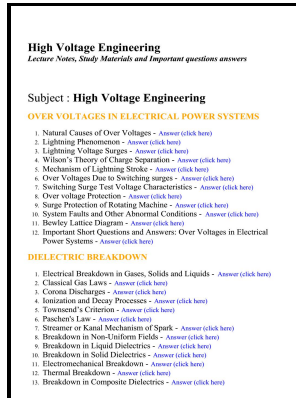 High Voltage Engineering
Lecture Notes, Study Materials and Important questions answers
Subject : High Voltage Engineering
OVER VOLTAGES IN ELECTRICAL POWER SYSTEMS
1. Natural Causes of Over Voltages - Answer (click here)
2. Lightning Phenomenon - Answer (click here)
3. Lightning Voltage Surges - Answer (click here)
4. Wilson's Theory of Charge Separation - Answer (click here)
5. Mechanism of Lightning Stroke - Answer (click here)
6. Over Voltages Due to Switching surges - Answer (click here)
7. Switching Surge Test Voltage Characteristics - Answer (click here)
8. Over voltage Protection - Answer (click here)
9. Surge Protection of Rotating Machine - Answer (click here)
10. System Faults and Other Abnormal Conditions - Answer (click here)
11. Bewley Lattice Diagram - Answer (click here)
12. Important Short Questions and Answers: Over Voltages in Electrical
Power Systems - Answer (click here)
DIELECTRIC BREAKDOWN
1. Electrical Breakdown in Gases, Solids and Liquids - Answer (click here)
2. Classical Gas Laws - Answer (click here)
3. Corona Discharges - Answer (click here)
4. Ionization and Decay Processes - Answer (click here)
5. Townsend's Criterion - Answer (click here)
6. Paschen's Law - Answer (click here)
7. Streamer or Kanal Mechanism of Spark - Answer (click here)
8. Breakdown in Non-Uniform Fields - Answer (click here)
9. Breakdown in Liquid Dielectrics - Answer (click here)
10. Breakdown in Solid Dielectrics - Answer (click here)
11. Electromechanical Breakdown - Answer (click here)
12. Thermal Breakdown - Answer (click here)
13. Breakdown in Composite Dielectrics - Answer (click here)